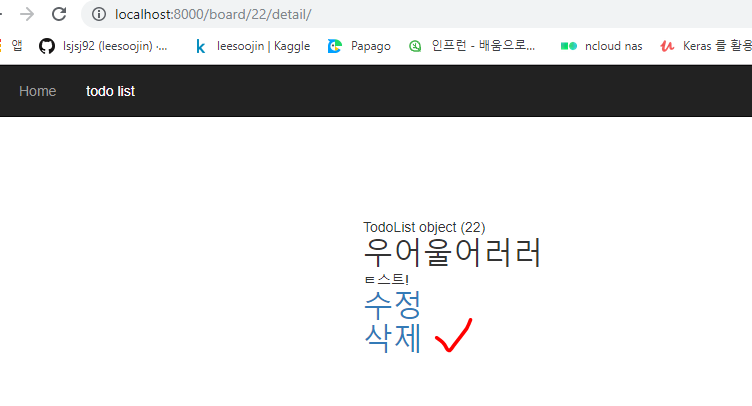 localhost:8000/board/22/detail/
앱 lsjsj92 (leesoojin) ·... leesoojin | Kaggle Papago 인프런 - 배움으로... ncloud nas Keras 를 활용
Home todo list
TodoList object (22)
우어울어러러
ㅌ스트!
수정
삭제